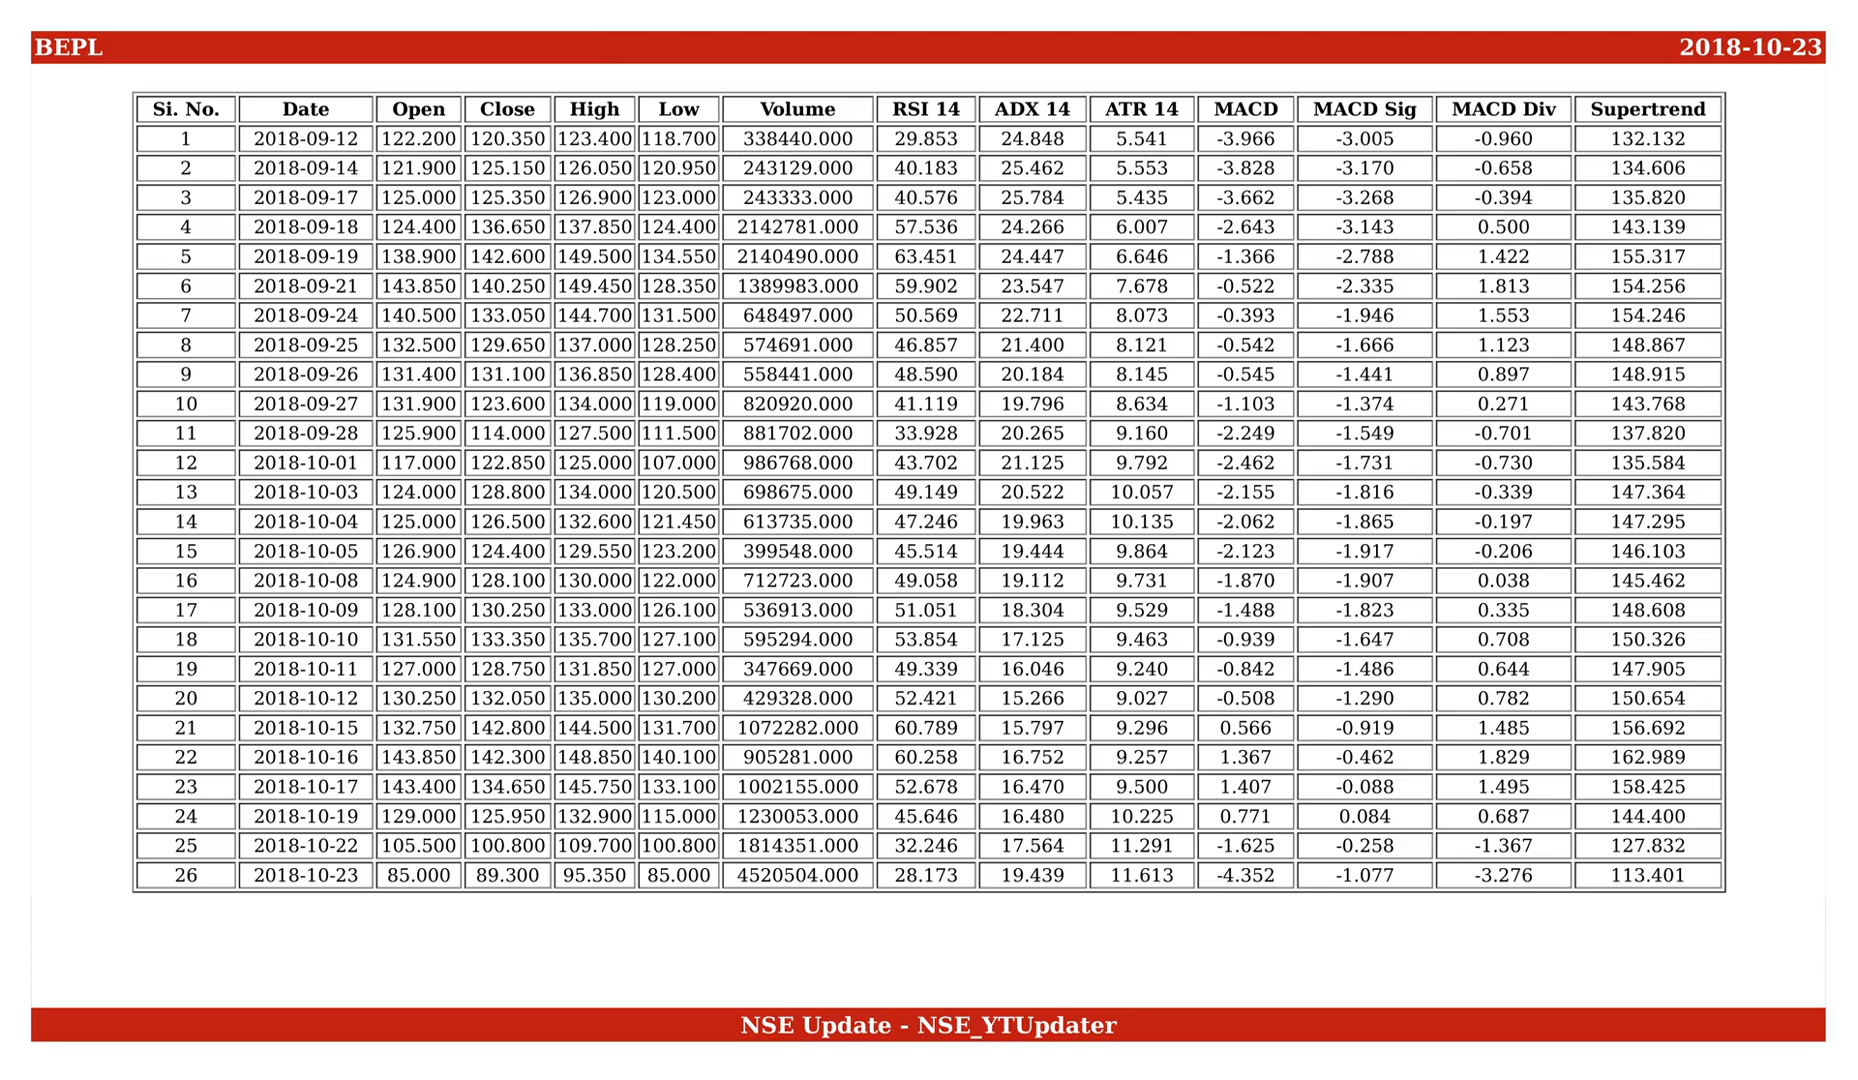 BEPL 2018-10-23
Si. No. Date Open Close High Low Volume RSI 14 ADX 14 ATR 14 MACD MACD Sig MACD Div Supertrend
1 2018-09-12 122.200 120.350 123.400 118.700 338440.000 29.853 24.848 5.541 -3.966 -3.005 -0.960 132.132
2 2018-09-14 121.900 125.150 126.050 120.950 243129.000 40.183 25.462 5.553 -3.828 -3.170 -0.658 134.606
3 2018-09-17 125.000 125.350 126.900 123.000 243333.000 40.576 25.784 5.435 -3.662 -3.268 -0.394 135.820
4 2018-09-18 124.400 136.650 137.850 124.400 2142781.000 57.536 24.266 6.007 -2.643 -3.143 0.500 143.139
5 2018-09-19 138.900 142.600 149.500 134.550 2140490.000 63.451 24.447 6.646 -1.366 -2.788 1.422 155.317
6 2018-09-21 143.850 140.250 149.450 128.350 1389983.000 59.902 23.547 7.678 -0.522 -2.335 1.813 154.256
7 2018-09-24 140.500 133.050 144.700 131.500 648497.000 50.569 22.711 8.073 -0.393 -1.946 1.553 154.246
8 2018-09-25 132.500 129.650 137.000 128.250 574691.000 46.857 21.400 8.121 -0.542 -1.666 1.123 148.867
9 2018-09-26 131.400 131.100 136.850 128.400 558441.000 48.590 20.184 8.145 -0.545 -1.441 0.897 148.915
10 2018-09-27 131.900 123.600 134.000 119.000 820920.000 41.119 19.796 8.634 -1.103 -1.374 0.271 143.768
11 2018-09-28 125.900 114.000 127.500 111.500 881702.000 33.928 20.265 9.160 -2.249 -1.549 -0.701 137.820
12 2018-10-01 117.000 122.850 125.000 107.000 986768.000 43.702 21.125 9.792 -2.462 -1.731 -0.730 135.584
13 2018-10-03 124.000 128.800 134.000 120.500 698675.000 49.149 20.522 10.057 -2.155 -1.816 -0.339 147.364
14 2018-10-04 125.000 126.500 132.600 121.450 613735.000 47.246 19.963 10.135 -2.062 -1.865 -0.197 147.295
15 2018-10-05 126.900 124.400 129.550 123.200 399548.000 45.514 19.444 9.864 -2.123 -1.917 -0.206 146.103
16 2018-10-08 124.900 128.100 130.000 122.000 712723.000 49.058 19.112 9.731 -1.870 -1.907 0.038 145.462
17 2018-10-09 128.100 130.250 133.000 126.100 536913.000 51.051 18.304 9.529 -1.488 -1.823 0.335 148.608
18 2018-10-10 131.550 133.350 135.700 127.100 595294.000 53.854 17.125 9.463 -0.939 -1.647 0.708 150.326
19 2018-10-11 127.000 128.750 131.850 127.000 347669.000 49.339 16.046 9.240 -0.842 -1.486 0.644 147.905
20 2018-10-12 130.250 132.050 135.000 130.200 429328.000 52.421 15.266 9.027 -0.508 -1.290 0.782 150.654
21 2018-10-15 132.750 142.800 144.500 131.700 1072282.000 60.789 15.797 9.296 0.566 -0.919 1.485 156.692
22 2018-10-16 143.850 142.300 148.850 140.100 905281.000 60.258 16.752 9.257 1.367 -0.462 1.829 162.989
23 2018-10-17 143.400 134.650 145.750 133.100 1002155.000 52.678 16.470 9.500 1.407 -0.088 1.495 158.425
24 2018-10-19 129.000 125.950 132.900 115.000 1230053.000 45.646 16.480 10.225 0.771 0.084 0.687 144.400
25 2018-10-22 105.500 100.800 109.700 100.800 1814351.000 32.246 17.564 11.291 -1.625 -0.258 -1.367 127.832
26 2018-10-23 85.000 89.300 95.350 85.000 4520504.000 28.173 19.439 11.613 -4.352 -1.077 -3.276 113.401
NSE Update - NSE_YTUpdater